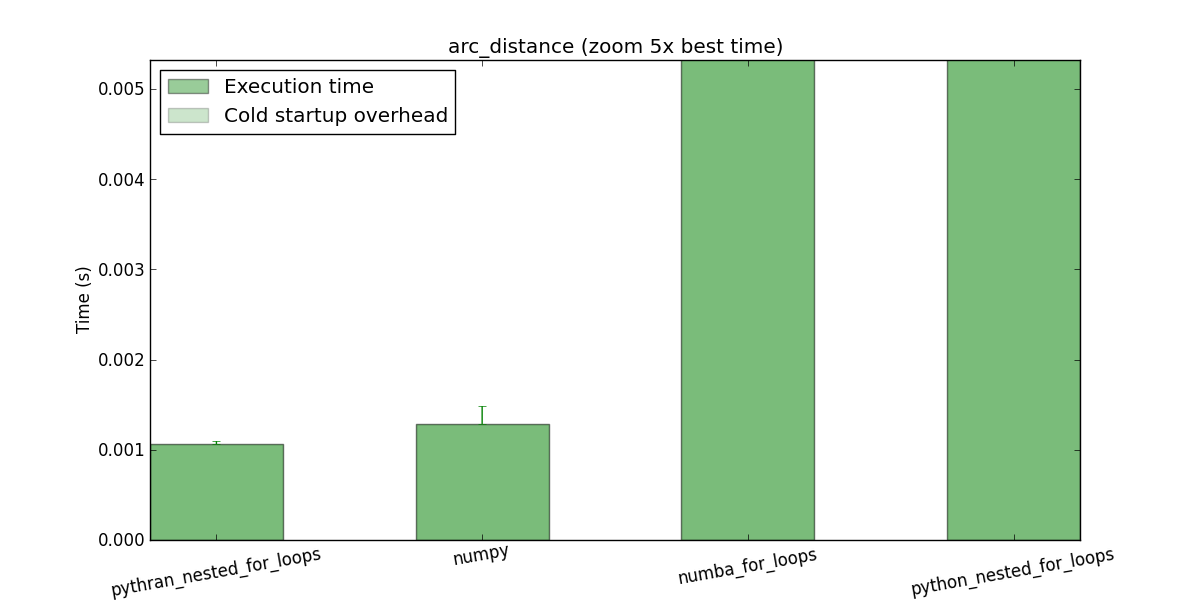 arc_distance (zoom 5x best time)
Execution time
Cold startup overhead
Time (s)
0.005
0.004
0.003
0.002
0.001
0.000
pythran_nested_for_loops
numpy
numba_for_loops
python_nested_for_loops